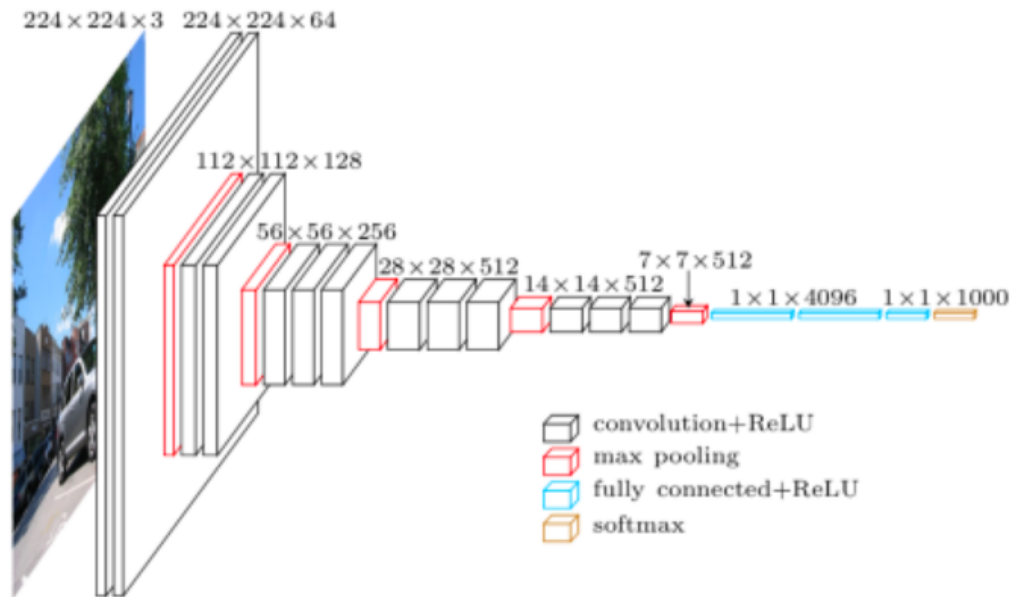 224×224×3
224×224×64
112×112×128
56×56×256
28×28×512
14×14×512
7×7×512
1×1×4096
1×1×1000
convolution+ReLU
max pooling
fully connected+ReLU
softmax